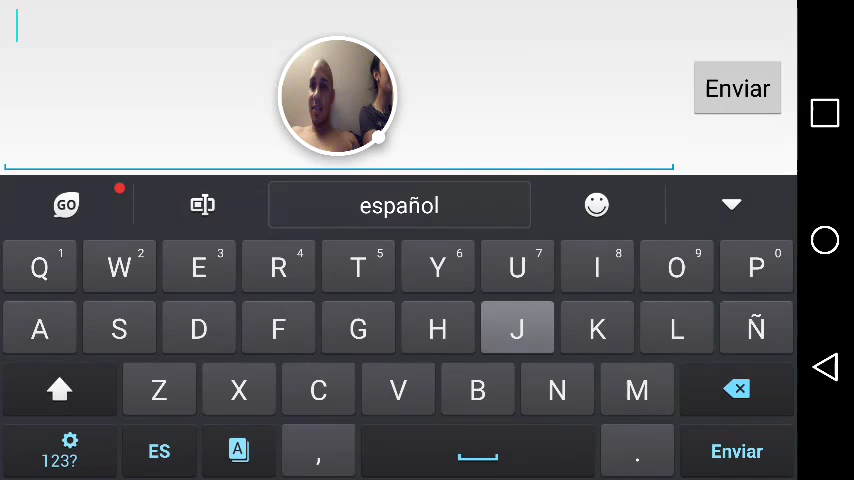 Enviar
GO español
Q 1 W 2 E 3 R 4 T 5 Y 6 U 7 I 8 O 9 P 0
A S D F G H J K L Ñ
Z X C V B N M
123? ES A , . Enviar